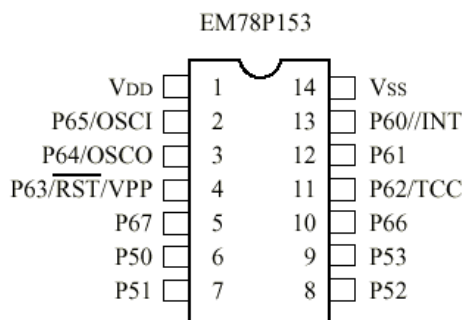 EM78P153
VDD 1 14 VSS
P65/OSCI 2 13 P60//INT
P64/OSCO 3 12 P61
P63/RST/VPP 4 11 P62/TCC
P67 5 10 P66
P50 6 9 P53
P51 7 8 P52